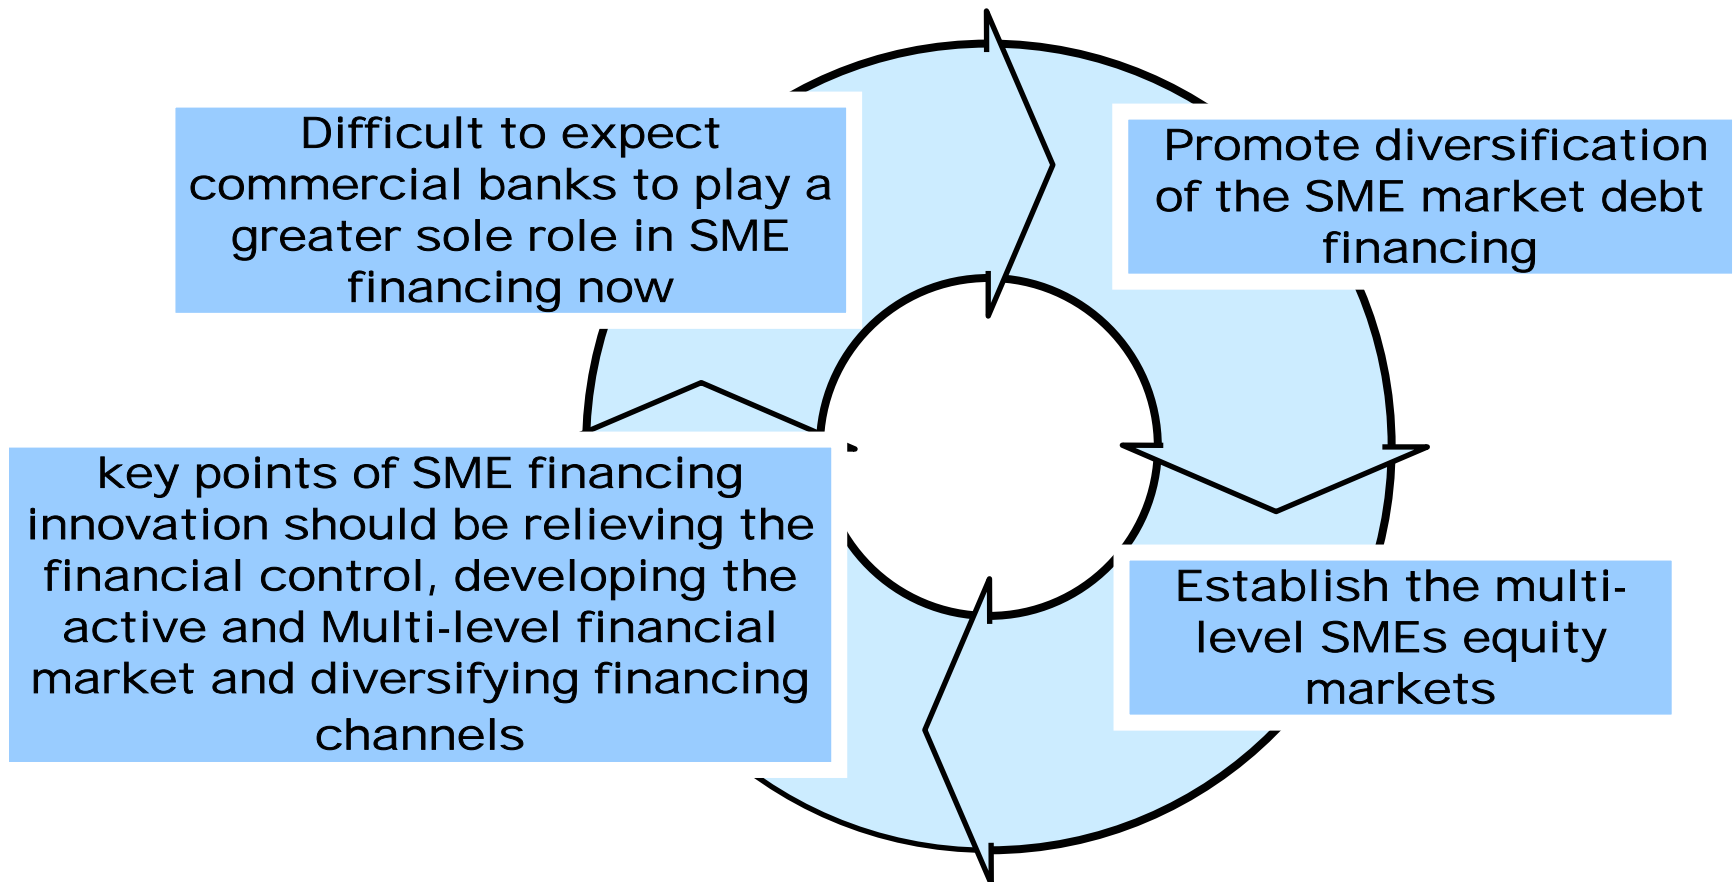 Difficult to expect
commercial banks to play a
greater sole role in SME
financing now
Promote diversification
of the SME market debt
financing
key points of SME financing
innovation should be relieving the
financial control, developing the
active and Multi-level financial
market and diversifying financing
channels
Establish the multi-
level SMEs equity
markets